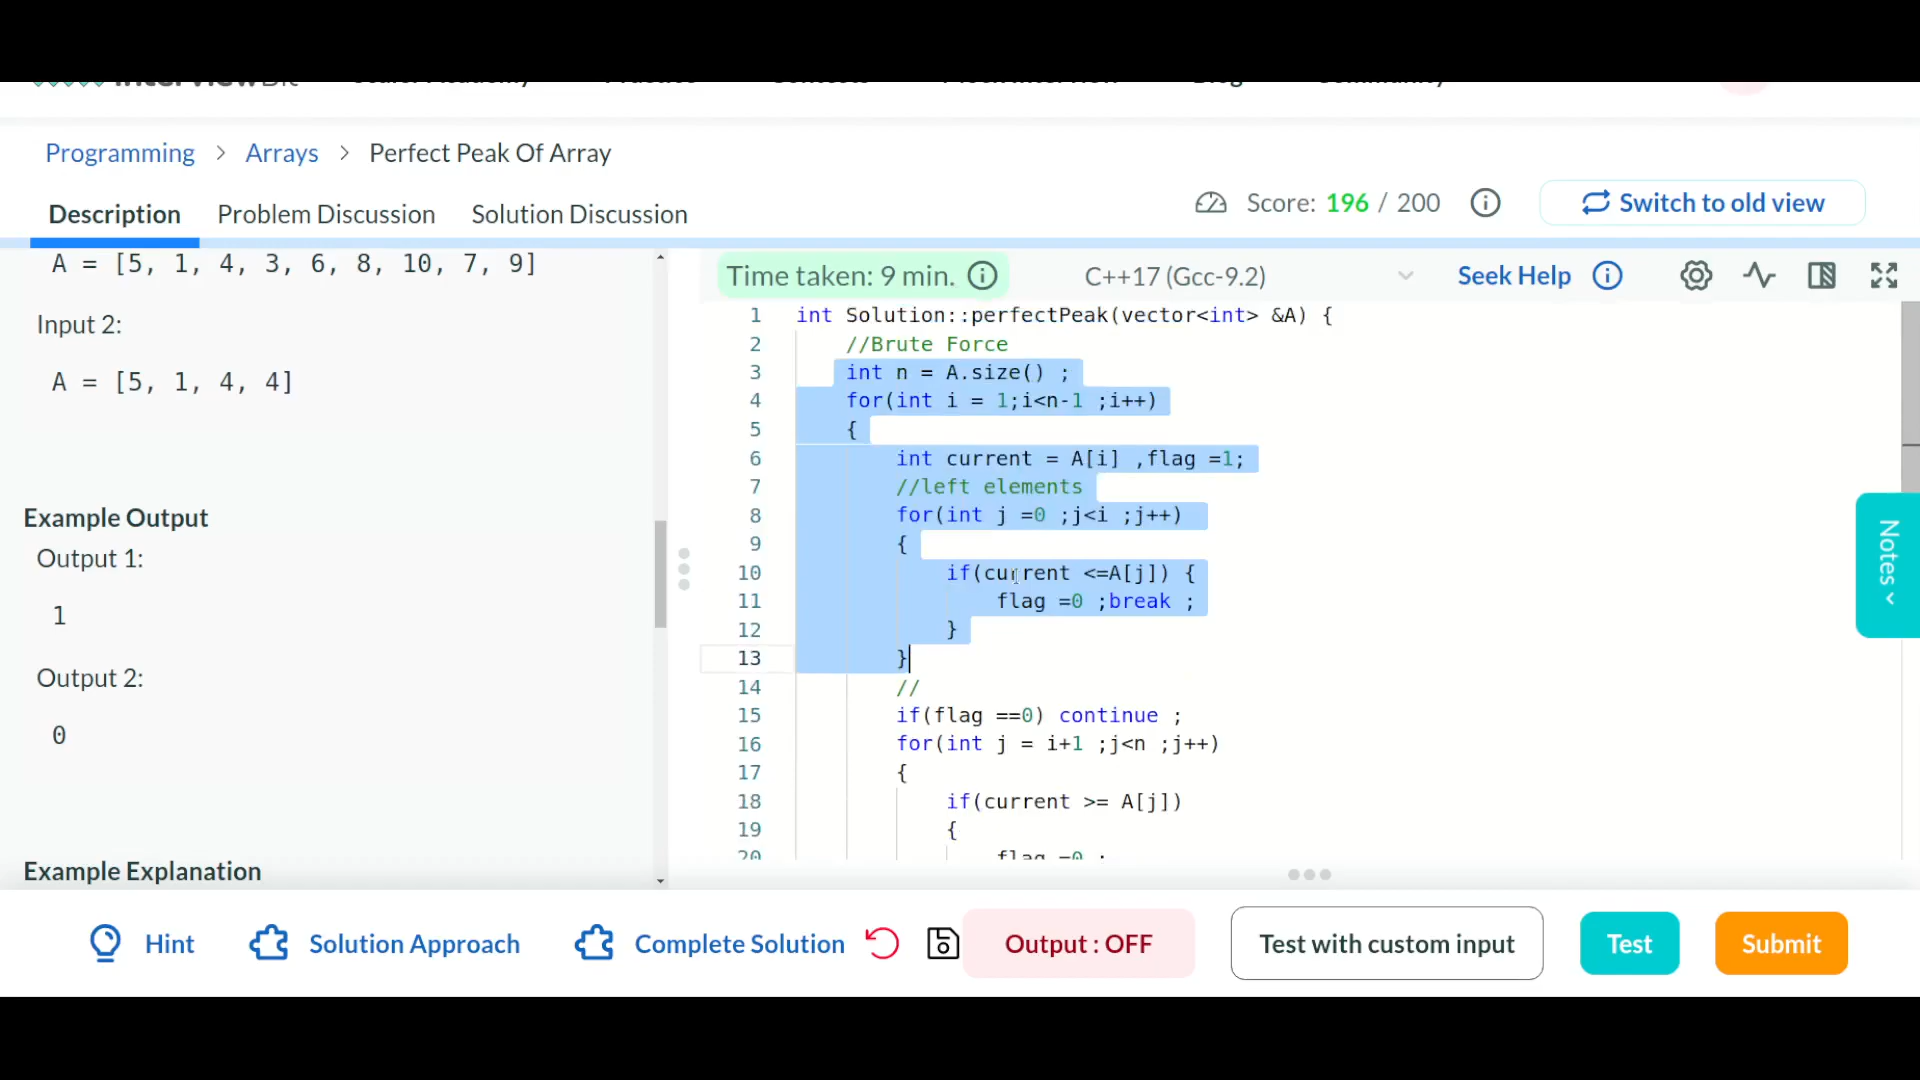 Programming > Arrays > Perfect Peak Of Array
Description Problem Discussion Solution Discussion
Score: 196 / 200
Switch to old view
A = [5, 1, 4, 3, 6, 8, 10, 7, 9]
Input 2:
A = [5, 1, 4, 4]
Example Output
Output 1:
1
Output 2:
0
Example Explanation
Time taken: 9 min.
C++17 (Gcc-9.2)
Seek Help
1 int Solution::perfectPeak(vector<int> &A) {
2 //Brute Force
3 int n = A.size() ;
4 for(int i = 1;i<n-1 ;i++)
5 {
6 int current = A[i] ,flag =1;
7 //left elements
8 for(int j =0 ;j<i ;j++)
9 {
10 if(current <=A[j]) {
11 flag =0 ;break ;
12 }
13 }
14 //
15 if(flag ==0) continue ;
16 for(int j = i+1 ;j<n ;j++)
17 {
18 if(current >= A[j])
19 {
20 flag =0 ;
Notes
Hint
Solution Approach
Complete Solution
Output : OFF
Test with custom input
Test
Submit